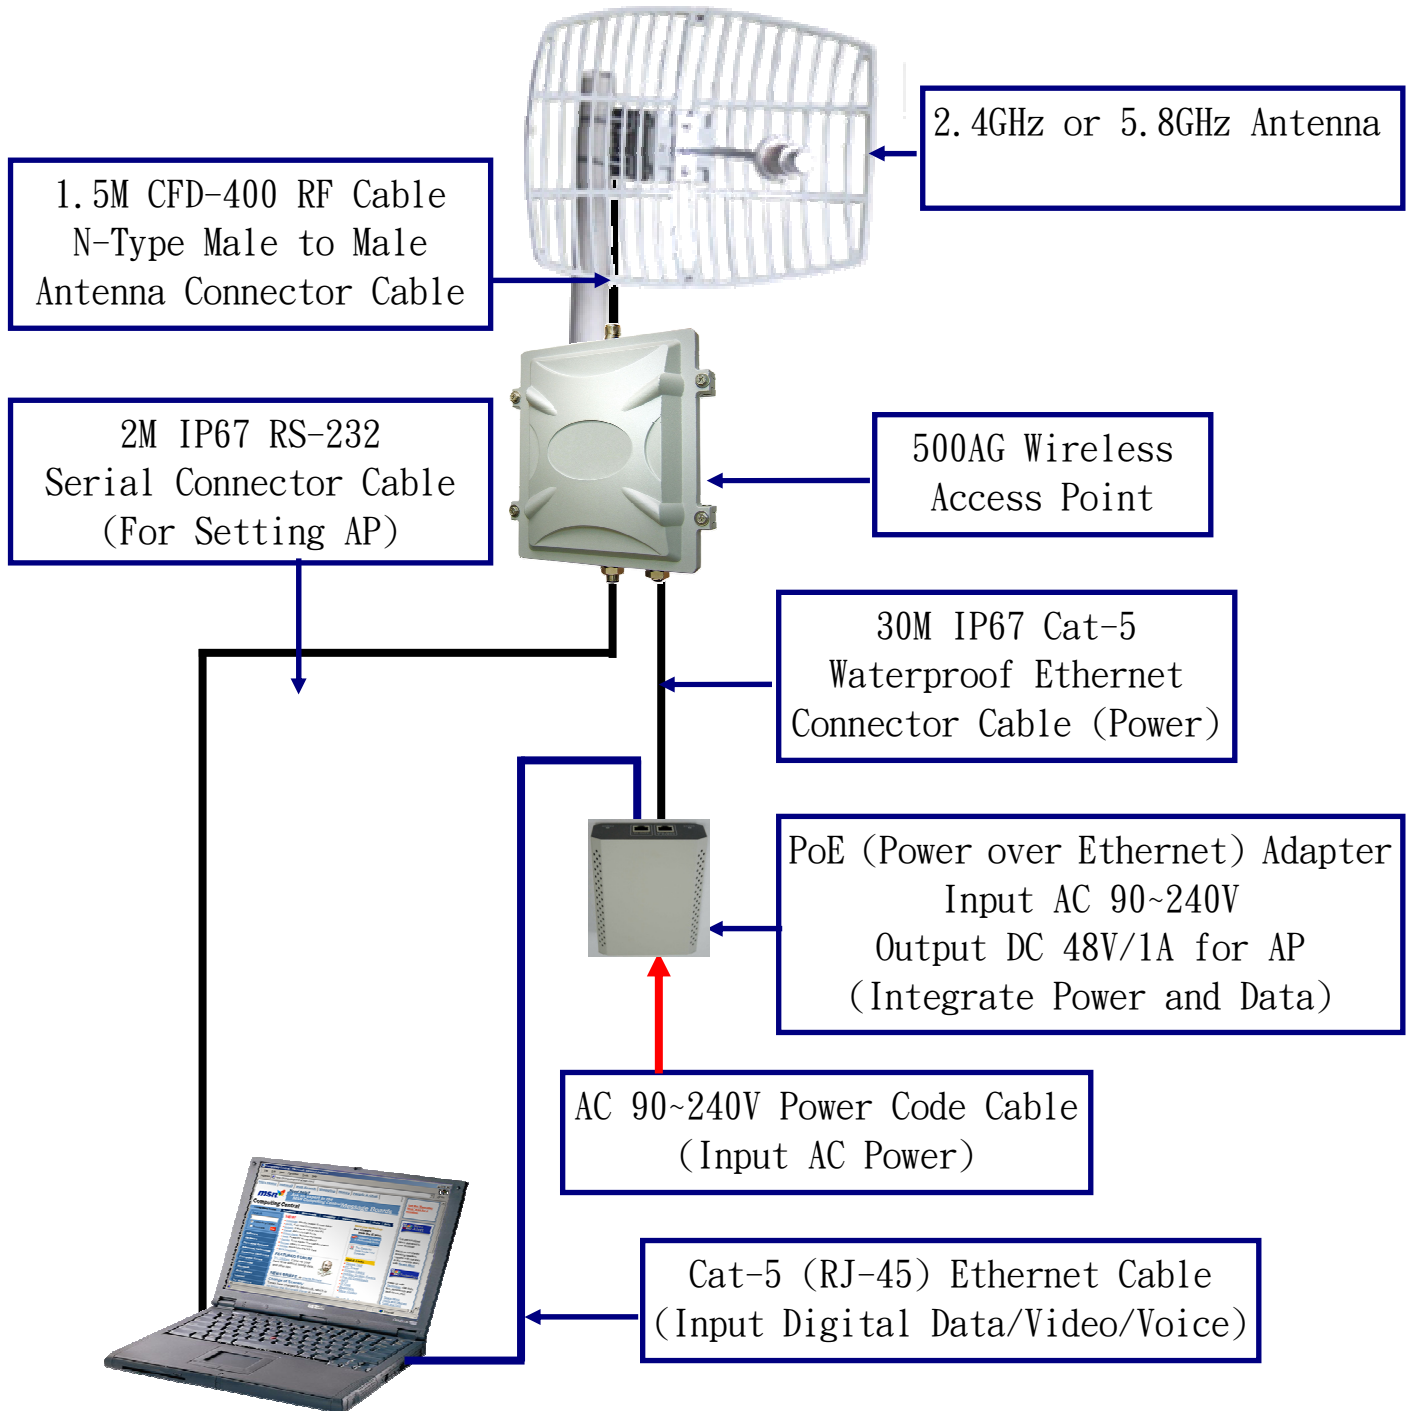 2.4GHz or 5.8GHz Antenna
1.5M CFD-400 RF Cable
N-Type Male to Male
Antenna Connector Cable
2M IP67 RS-232
Serial Connector Cable
(For Setting AP)
500AG Wireless
Access Point
30M IP67 Cat-5
Waterproof Ethernet
Connector Cable (Power)
PoE (Power over Ethernet) Adapter
Input AC 90~240V
Output DC 48V/1A for AP
(Integrate Power and Data)
AC 90~240V Power Code Cable
(Input AC Power)
msn
Computing Central
Cat-5 (RJ-45) Ethernet Cable
(Input Digital Data/Video/Voice)